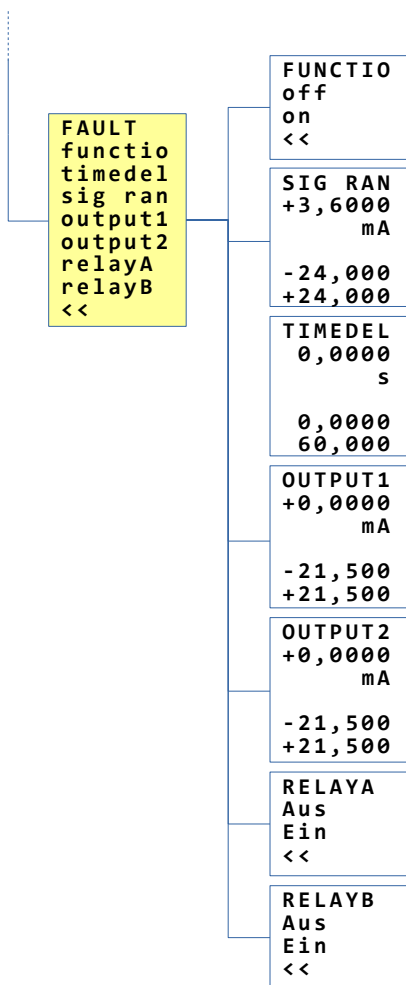 FAULT
functio
timedel
sig ran
output1
output2
relayA
relayB
<<
FUNCTIO
off
on
<<
SIG RAN
+3,6000
mA
-24,000
+24,000
TIMEDEL
0,0000
s
0,0000
60,000
OUTPUT1
+0,0000
mA
-21,500
+21,500
OUTPUT2
+0,0000
mA
-21,500
+21,500
RELAYA
Aus
Ein
<<
RELAYB
Aus
Ein
<<